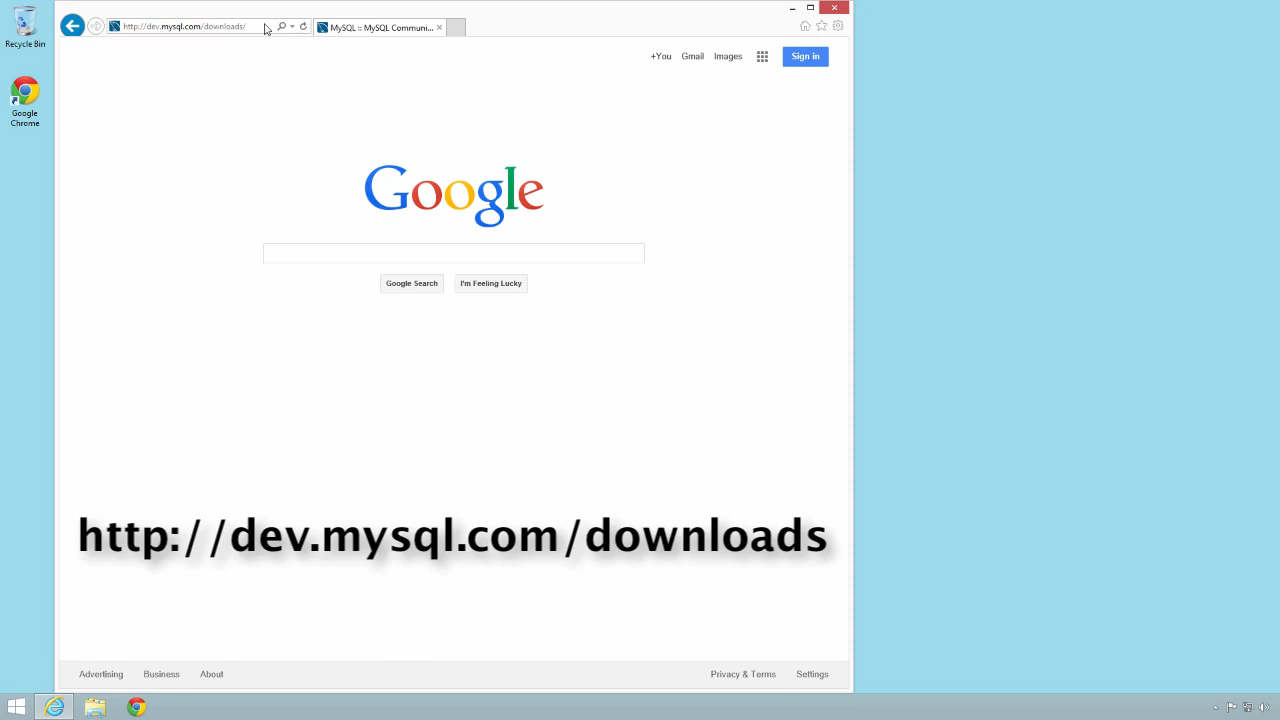 Recycle Bin
Google
Chrome
http://dev.mysql.com/downloads/
MySQL :: MySQL Communi...
+You Gmail Images Sign in
Google
Google Search I'm Feeling Lucky
http://dev.mysql.com/downloads
Advertising Business About Privacy & Terms Settings